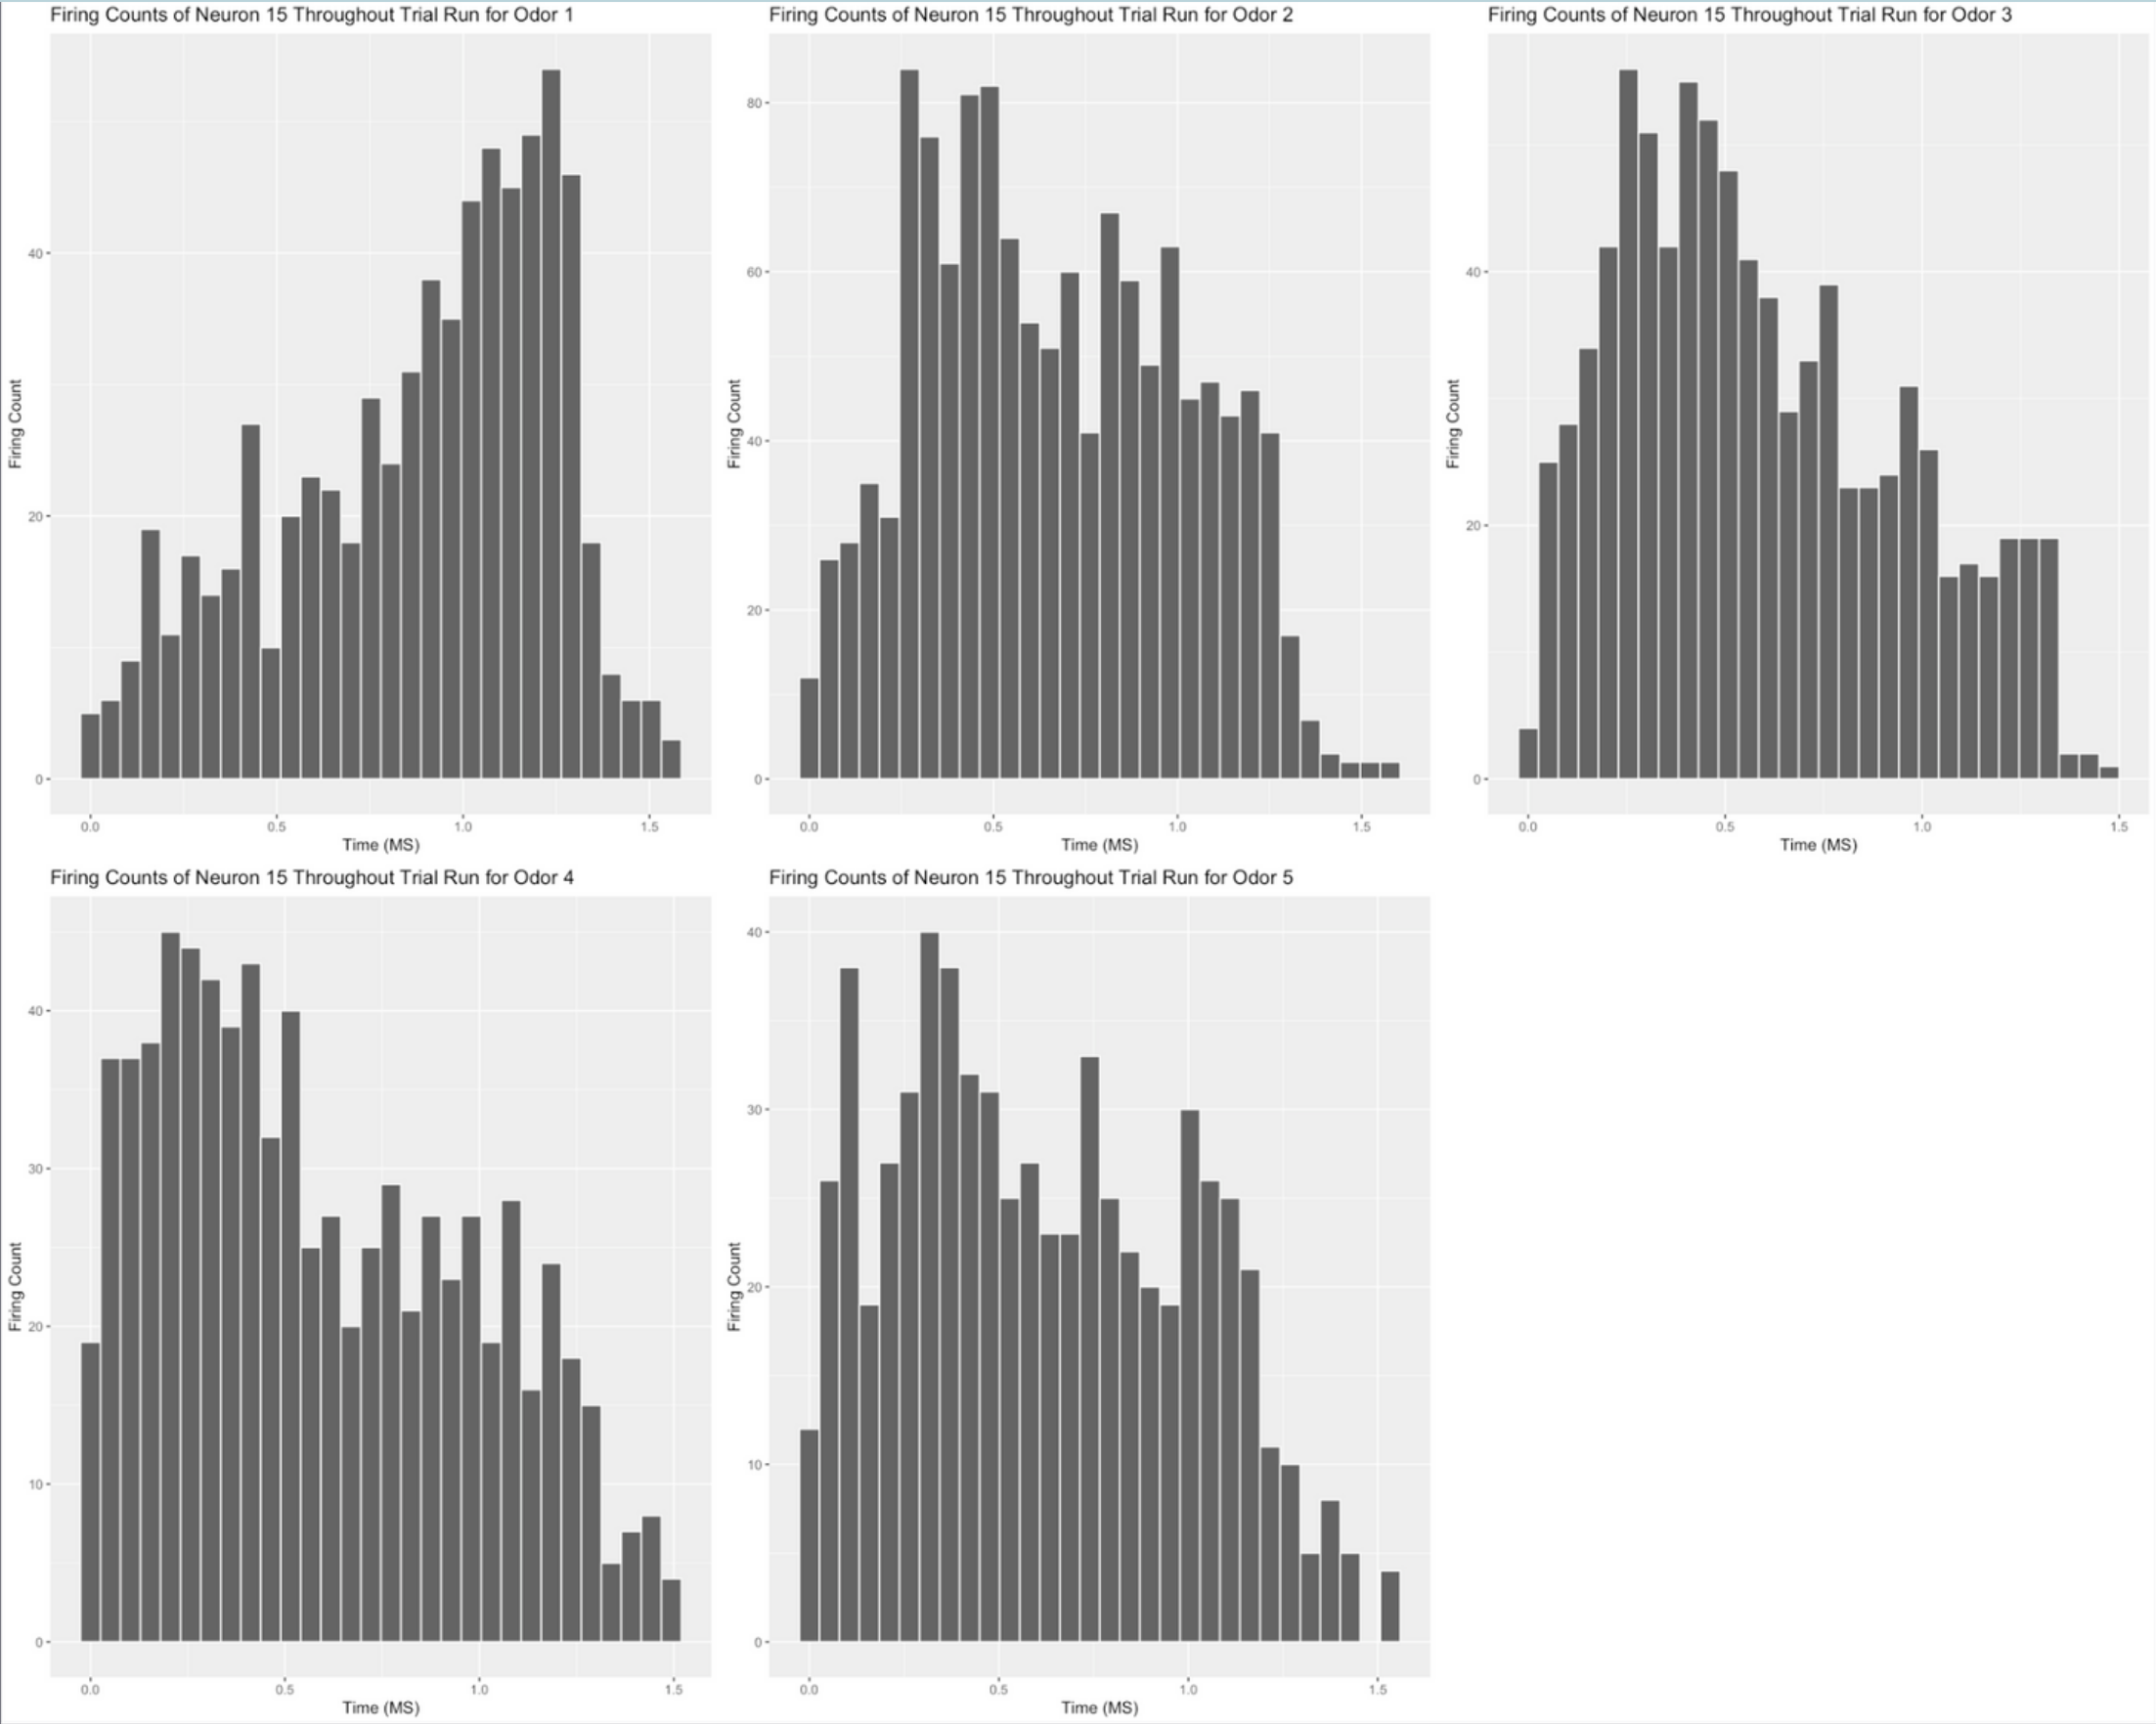 Firing Counts of Neuron 15 Throughout Trial Run for Odor 1
Firing Count
40
20
0
0.0 0.5 1.0 1.5
Time (MS)
Firing Counts of Neuron 15 Throughout Trial Run for Odor 2
Firing Count
80
60
40
20
0
0.0 0.5 1.0 1.5
Time (MS)
Firing Counts of Neuron 15 Throughout Trial Run for Odor 3
Firing Count
40
20
0
0.0 0.5 1.0 1.5
Time (MS)
Firing Counts of Neuron 15 Throughout Trial Run for Odor 4
Firing Count
40
30
20
10
0
0.0 0.5 1.0 1.5
Time (MS)
Firing Counts of Neuron 15 Throughout Trial Run for Odor 5
Firing Count
40
30
20
10
0
0.0 0.5 1.0 1.5
Time (MS)